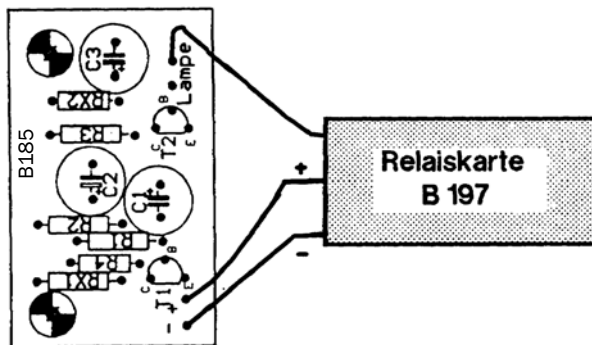 B185
C3
RX2
R3
C2
C1
R2
R1
R4
RX1
Lampe
B
C
E
T2
B
C
E
T1
+
-
+
-
Relaiskarte
B 197